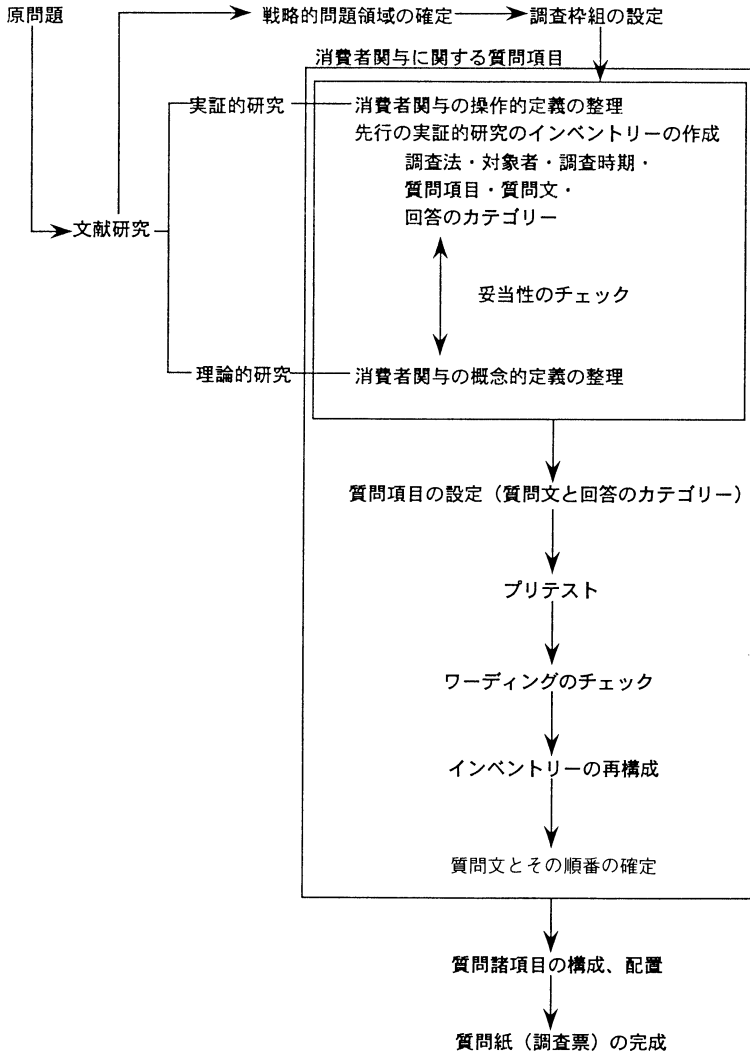 原問題
戦略的問題領域の確定
調査枠組の設定
消費者関与に関する質問項目
実証的研究
消費者関与の操作的定義の整理
先行の実証的研究のインベントリーの作成
調査法・対象者・調査時期・
質問項目・質問文・
回答のカテゴリー
文献研究
妥当性のチェック
理論的研究
消費者関与の概念的定義の整理
質問項目の設定（質問文と回答のカテゴリー）
プリテスト
ワーディングのチェック
インベントリーの再構成
質問文とその順番の確定
質問諸項目の構成、配置
質問紙（調査票）の完成